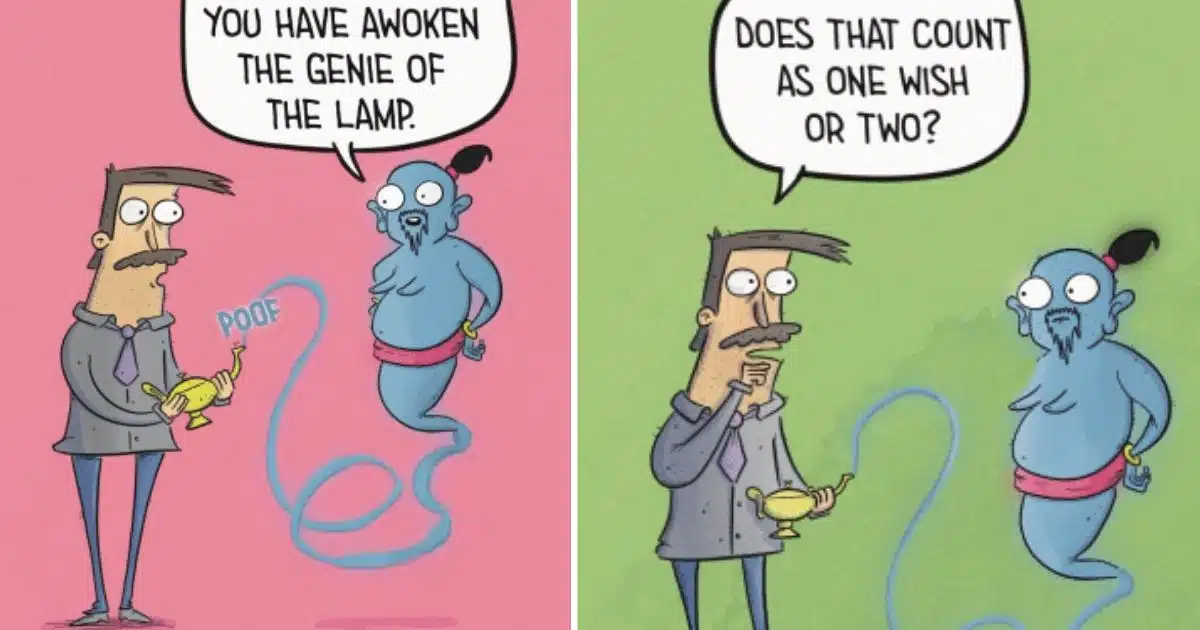 YOU HAVE AWOKEN
THE GENIE OF
THE LAMP.
POOF
DOES THAT COUNT
AS ONE WISH
OR TWO?